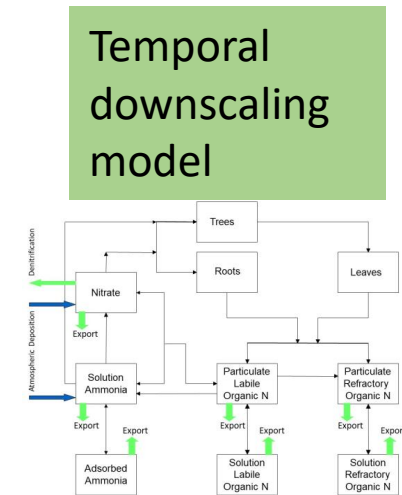 Temporal
downscaling
model
Trees
Denitrification
Roots
Leaves
Nitrate
Export
Atmospheric Deposition
Solution
Ammonia
Particulate
Labile
Organic N
Particulate
Refractory
Organic N
Export
Export
Export
Export
Export
Export
Adsorbed
Ammonia
Solution
Labile
Organic N
Solution
Refractory
Organic N